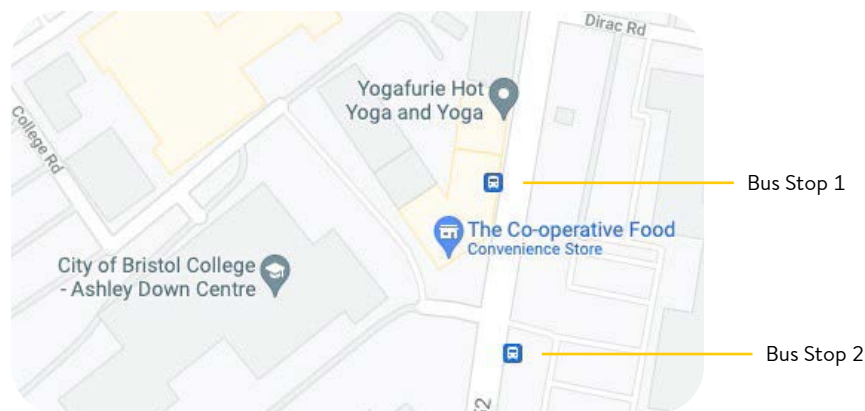 Dirac Rd
Yogafurie Hot
Yoga and Yoga
College Rd
Bus Stop 1
The Co-operative Food
Convenience Store
City of Bristol College
- Ashley Down Centre
Bus Stop 2